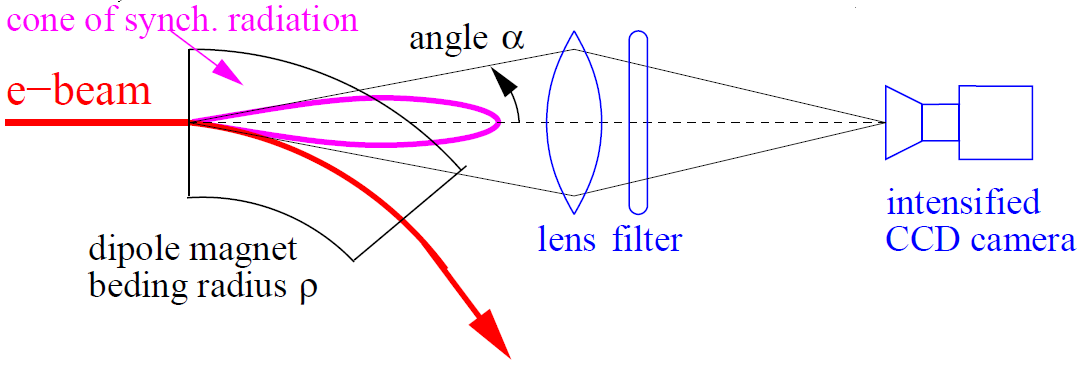 cone of synch. radiation
angle α
e−beam
dipole magnet
beding radius ρ
lens filter
intensified
CCD camera